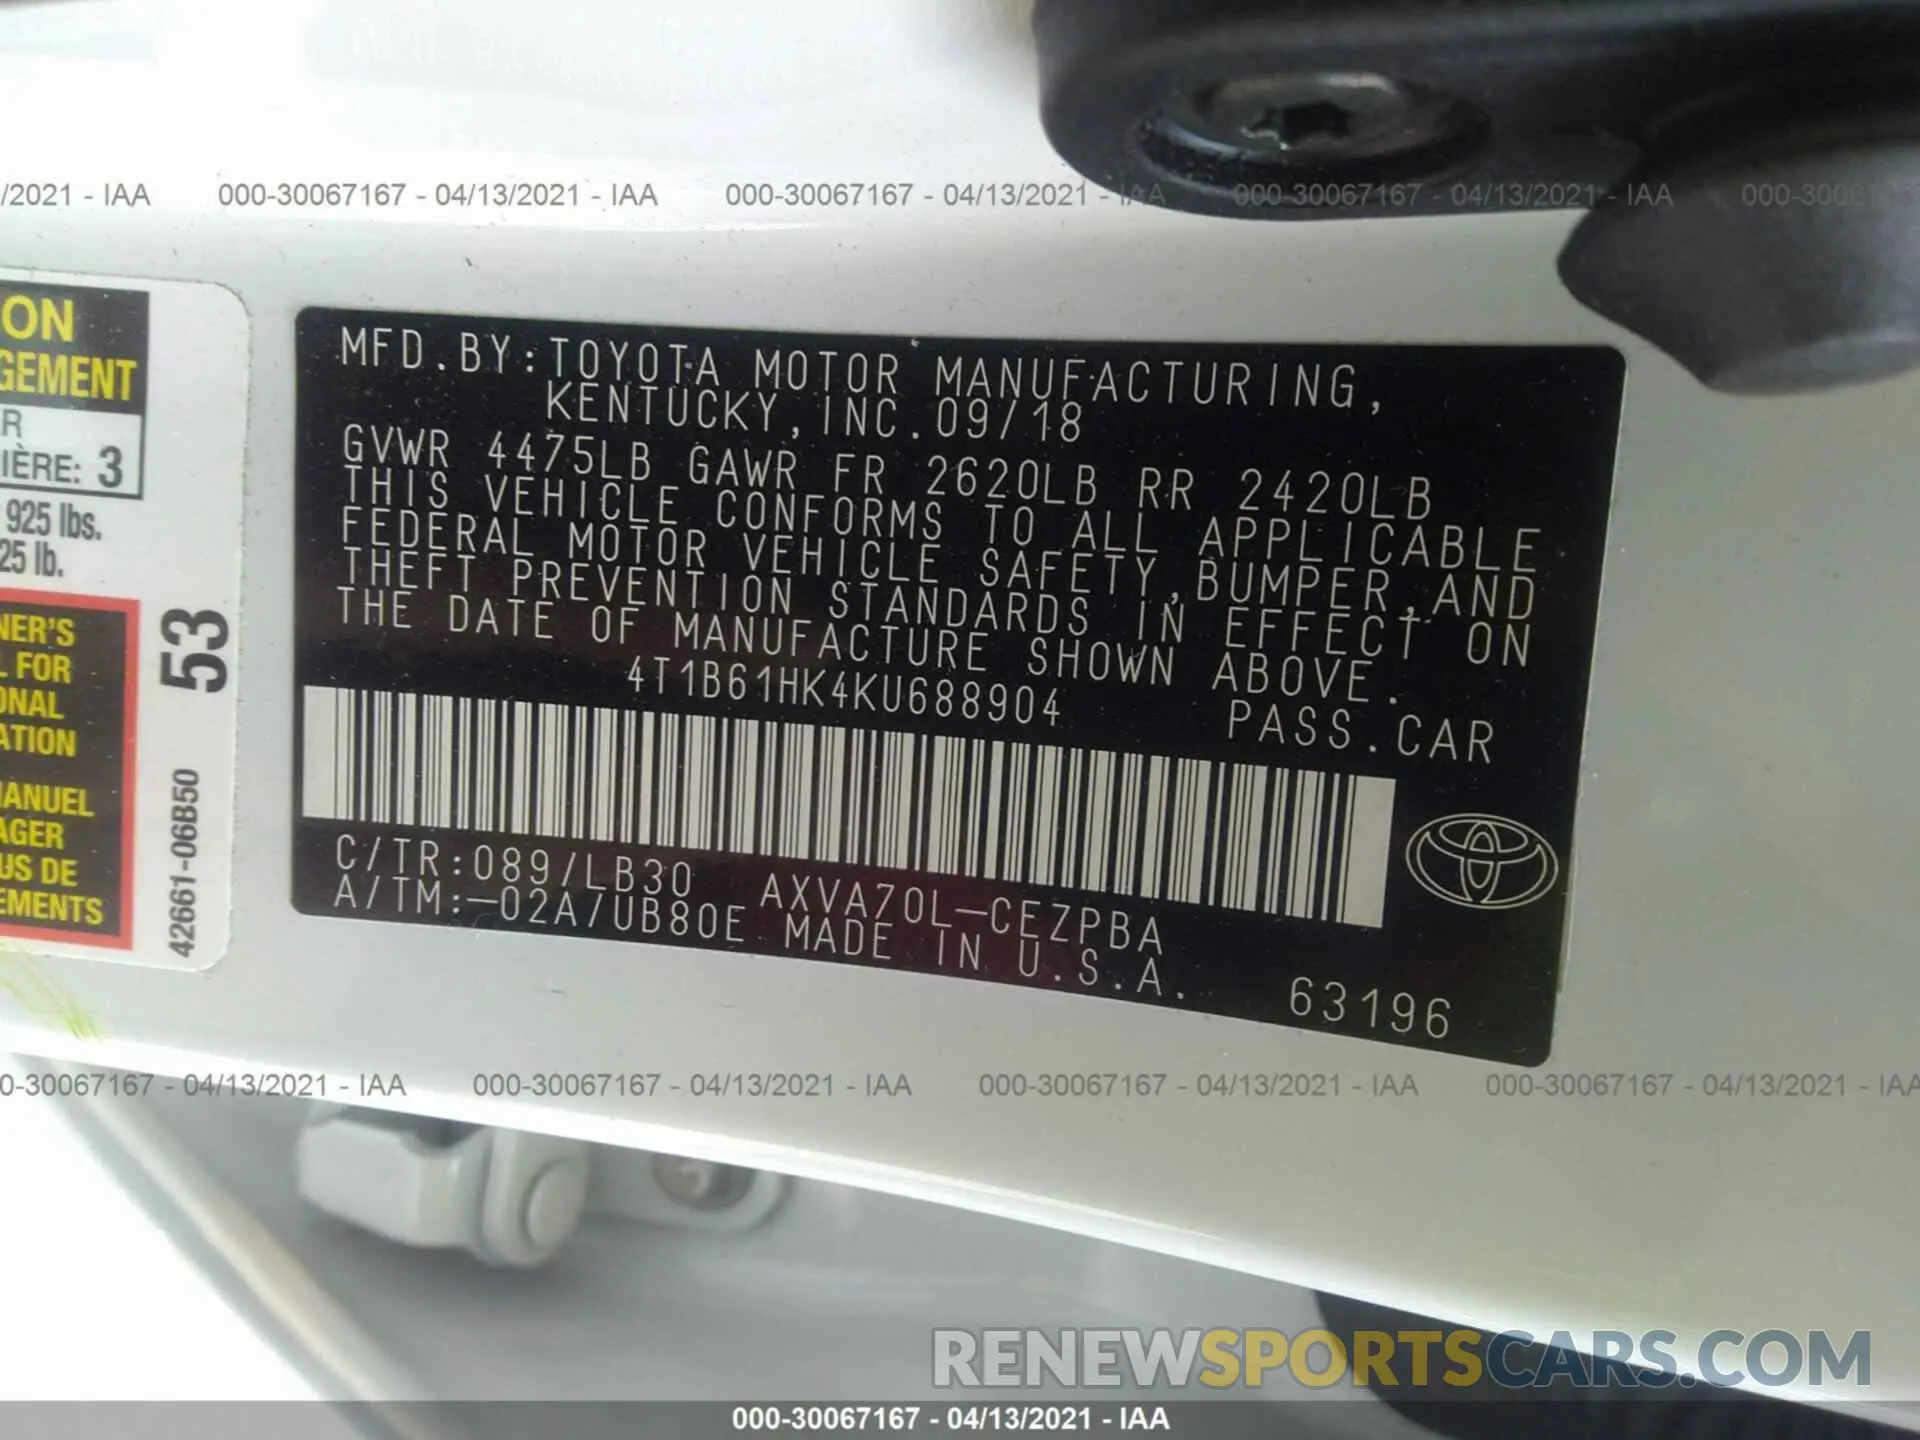 /2021 - IAA 000-30067167 - 04/13/2021 - IAA 000-30067167 - 04/13/2021 - IAA 000-30067167 - 04/13/2021 - IAA 000-30067167
ON
GEMENT
R
IÈRE: 3
925 lbs.
25 lb.
NER'S
L FOR
ONAL
ATION
MANUEL
AGER
US DE
EMENTS
53
42661-06B50
MFD.BY:TOYOTA MOTOR MANUFACTURING,
KENTUCKY,INC.09/18
GVWR 4475LB GAWR FR 2620LB RR 2420LB
THIS VEHICLE CONFORMS TO ALL APPLICABLE
FEDERAL MOTOR VEHICLE SAFETY,BUMPER,AND
THEFT PREVENTION STANDARDS IN EFFECT ON
THE DATE OF MANUFACTURE SHOWN ABOVE.
4T1B61HK4KU688904 PASS.CAR
C/TR:089/LB30 AXVA70L-CEZPBA
A/TM:-02A/UB80E MADE IN U.S.A.
63196
0-30067167 - 04/13/2021 - IAA 000-30067167 - 04/13/2021 - IAA 000-30067167 - 04/13/2021 - IAA 000-30067167 - 04/13/2021 - IAA
RENEWSPORTSCARS.COM
000-30067167 - 04/13/2021 - IAA